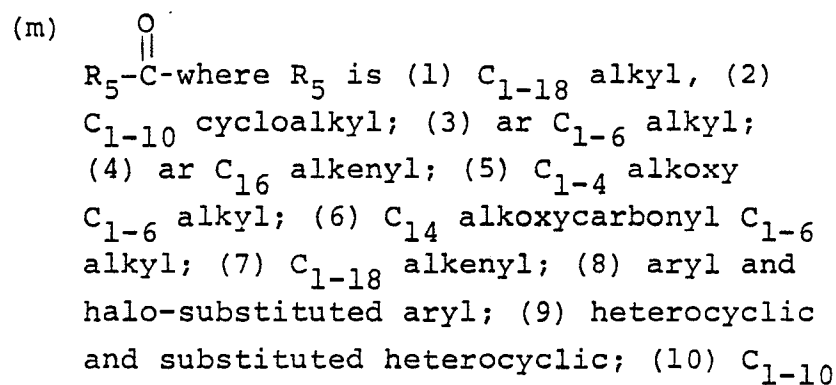 (m) O
||
R5-C-where R5 is (1) C1-18 alkyl, (2)
C1-10 cycloalkyl; (3) ar C1-6 alkyl;
(4) ar C16 alkenyl; (5) C1-4 alkoxy
C1-6 alkyl; (6) C14 alkoxycarbonyl C1-6
alkyl; (7) C1-18 alkenyl; (8) aryl and
halo-substituted aryl; (9) heterocyclic
and substituted heterocyclic; (10) C1-10